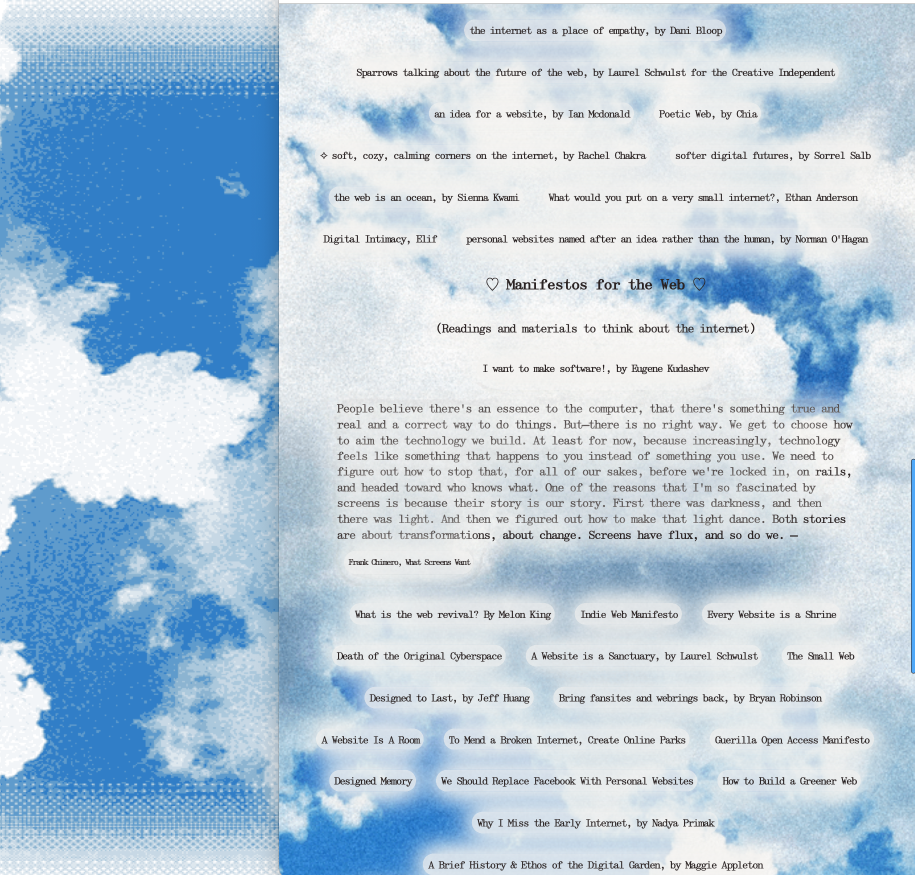 the internet as a place of empathy, by Dani Bloop
Sparrows talking about the future of the web, by Laurel Schwulst for the Creative Independent
an idea for a website, by Ian Mcdonald Poetic Web, by Chia
✧ soft, cozy, calming corners on the internet, by Rachel Chakra softer digital futures, by Sorrel Salb
the web is an ocean, by Sienna Kwami What would you put on a very small internet?, Ethan Anderson
Digital Intimacy, Elif personal websites named after an idea rather than the human, by Norman O'Hagan
♡ Manifestos for the Web ♡
(Readings and materials to think about the internet)
I want to make software!, by Eugene Kudashev
People believe there's an essence to the computer, that there's something true and
real and a correct way to do things. But—there is no right way. We get to choose how
to aim the technology we build. At least for now, because increasingly, technology
feels like something that happens to you instead of something you use. We need to
figure out how to stop that, for all of our sakes, before we're locked in, on rails,
and headed toward who knows what. One of the reasons that I'm so fascinated by
screens is because their story is our story. First there was darkness, and then
there was light. And then we figured out how to make that light dance. Both stories
are about transformations, about change. Screens have flux, and so do we. —
Frank Chimero, What Screens Want
What is the web revival? By Melon King Indie Web Manifesto Every Website is a Shrine
Death of the Original Cyberspace A Website is a Sanctuary, by Laurel Schwulst The Small Web
Designed to Last, by Jeff Huang Bring fansites and webrings back, by Bryan Robinson
A Website Is A Room To Mend a Broken Internet, Create Online Parks Guerilla Open Access Manifesto
Designed Memory We Should Replace Facebook With Personal Websites How to Build a Greener Web
Why I Miss the Early Internet, by Nadya Primak
A Brief History & Ethos of the Digital Garden, by Maggie Appleton